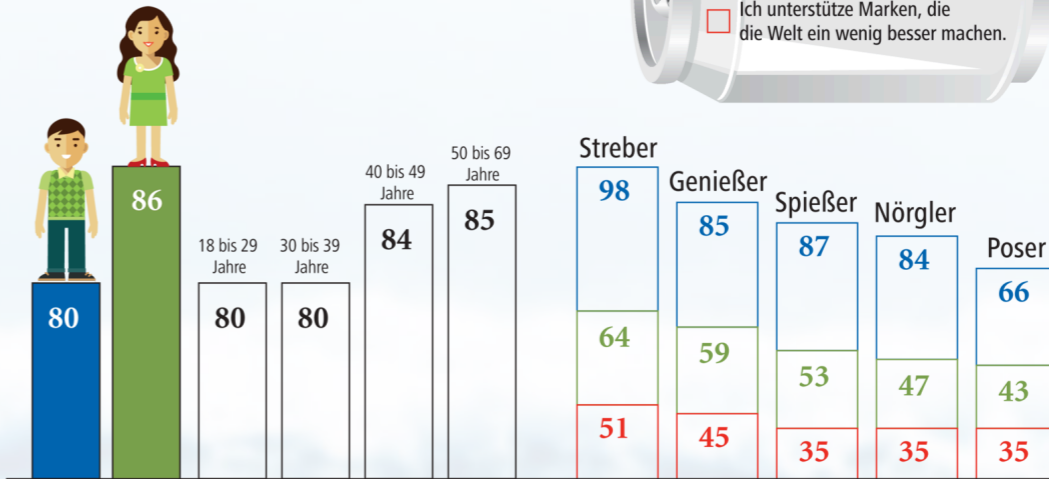 Ich unterstütze Marken, die
die Welt ein wenig besser machen.
80
86
18 bis 29
Jahre
80
30 bis 39
Jahre
80
40 bis 49
Jahre
84
50 bis 69
Jahre
85
Streber
98
64
51
Genießer
85
59
45
Spießer
87
53
35
Nörgler
84
47
35
Poser
66
43
35